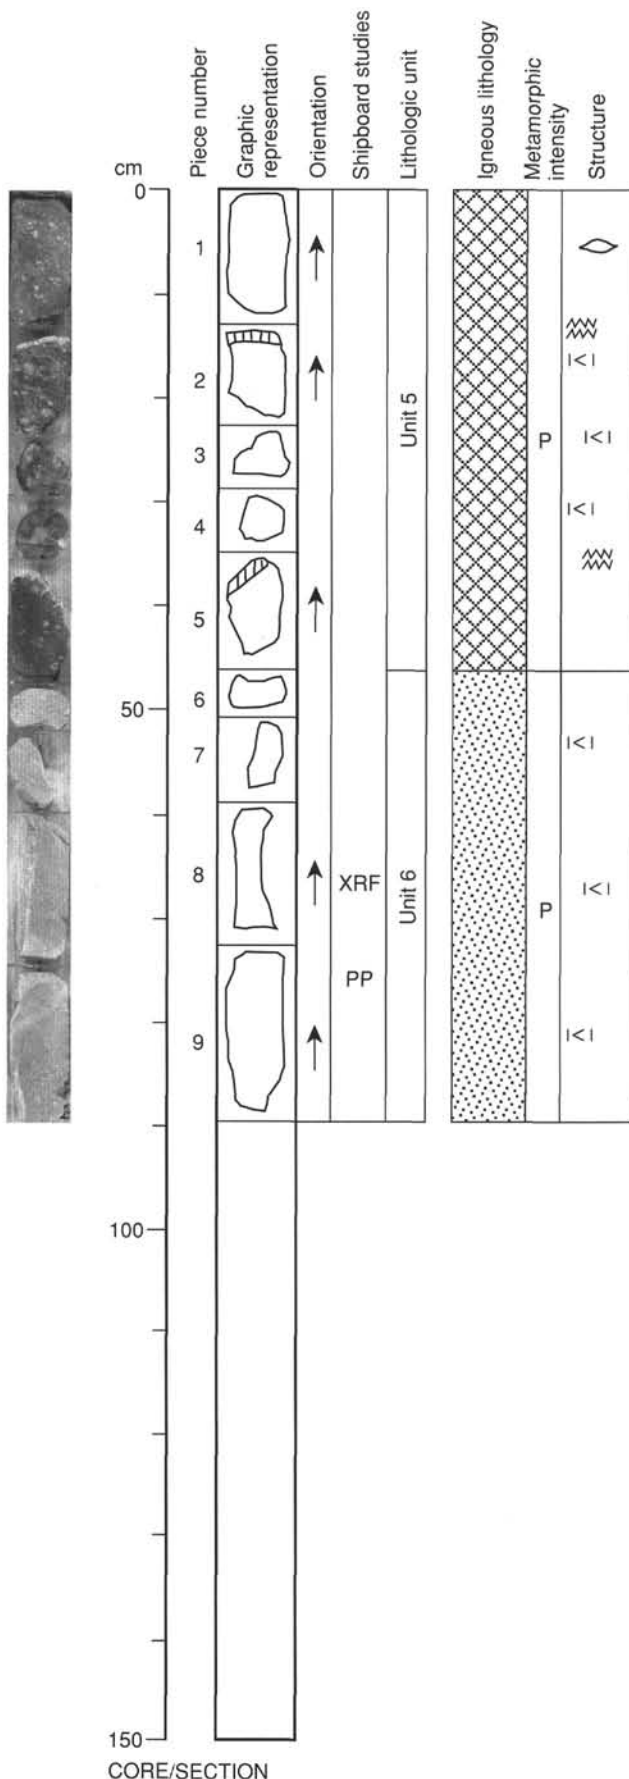 cm
Piece number
Graphic representation
Orientation
Shipboard studies
Lithologic unit
Igneous lithology
Metamorphic intensity
Structure
0
1
2
3
4
5
Unit 5
P
50
6
7
8
XRF
Unit 6
P
PP
9
100
150
CORE/SECTION